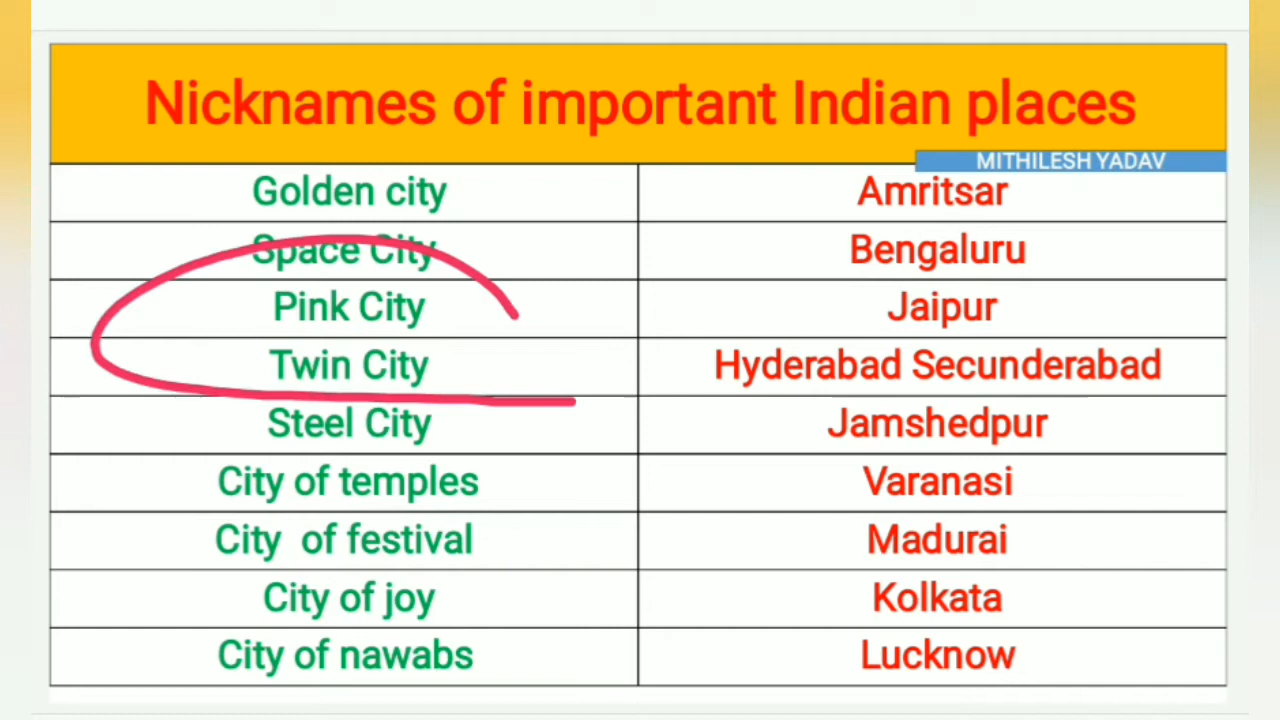 Nicknames of important Indian places
MITHILESH YADAV
Golden city Amritsar
Space City Bengaluru
Pink City Jaipur
Twin City Hyderabad Secunderabad
Steel City Jamshedpur
City of temples Varanasi
City of festival Madurai
City of joy Kolkata
City of nawabs Lucknow